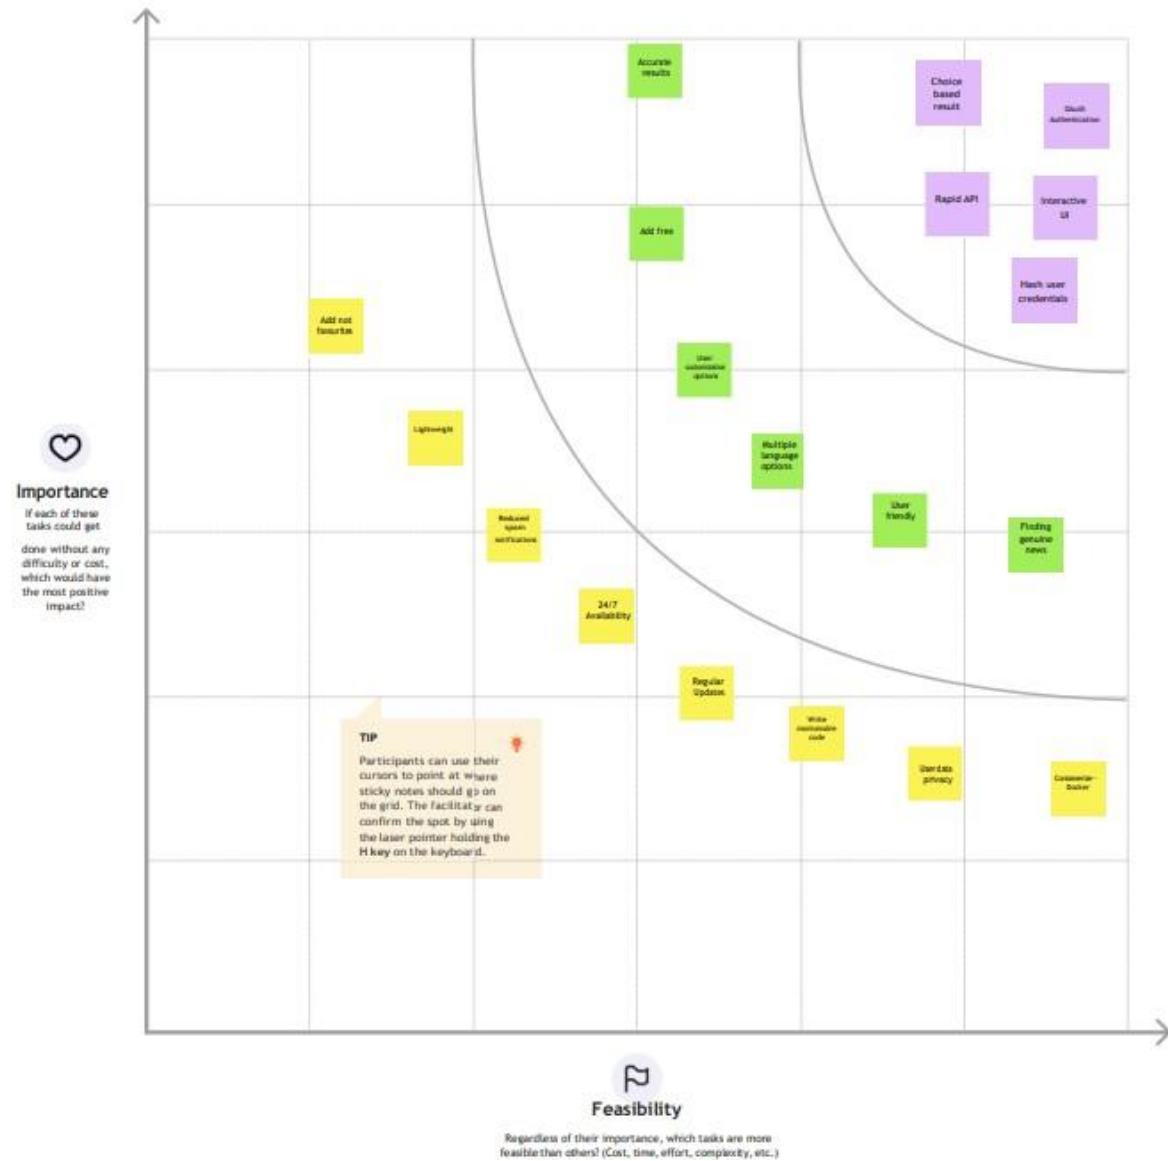 Accurate
results
Choice
based
result
OAuth
Authentication
Rapid API
Interactive
UI
Add free
Hash user
credentials
Add not
favourites
User
customization
options
Lightweight
Multiple
language
options
User
friendly
Finding
genuine
news
Reduced
spam
notifications
24/7
Availability
Regular
Updates
Write
maintainable
code
Userdata
privacy
Containerize-
Docker
Importance
If each of these
tasks could get
done without any
difficulty or cost,
which would have
the most positive
impact?
TIP
Participants can use their
cursors to point at where
sticky notes should go on
the grid. The facilitator can
confirm the spot by using
the laser pointer holding the
H key on the keyboard.
Feasibility
Regardless of their importance, which tasks are more
feasible than others? (Cost, time, effort, complexity, etc.)